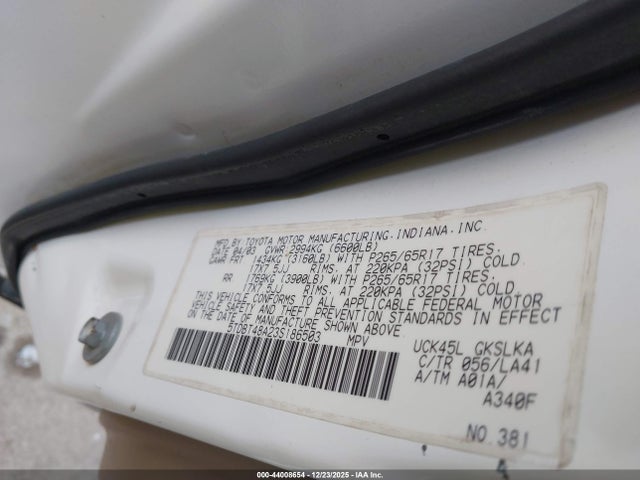 MFD.BY:TOYOTA MOTOR MANUFACTURING,INDIANA,INC.
DATE: 04/03 GVWR 2994KG (6600LB)
GAWR FRT 1434KG (3160LB) WITH P265/65R17 TIRES,
17X7.5JJ RIMS, AT 220KPA (32PSI) COLD
RR 1769KG (3900LB) WITH P265/65R17 TIRES,
17X7.5JJ RIMS, AT 220KPA (32PSI) COLD
THIS VEHICLE CONFORMS TO ALL APPLICABLE FEDERAL MOTOR
VEHICLE SAFETY AND THEFT PREVENTION STANDARDS IN EFFECT
ON THE DATE OF MANUFACTURE SHOWN ABOVE.
5TDBT48A23S186503 MPV
UCK45L GKSLKA
C/TR 056/LA41
A/TM A01A/
A340F
NO.381
000-44008654 - 12/23/2025 - IAA Inc.